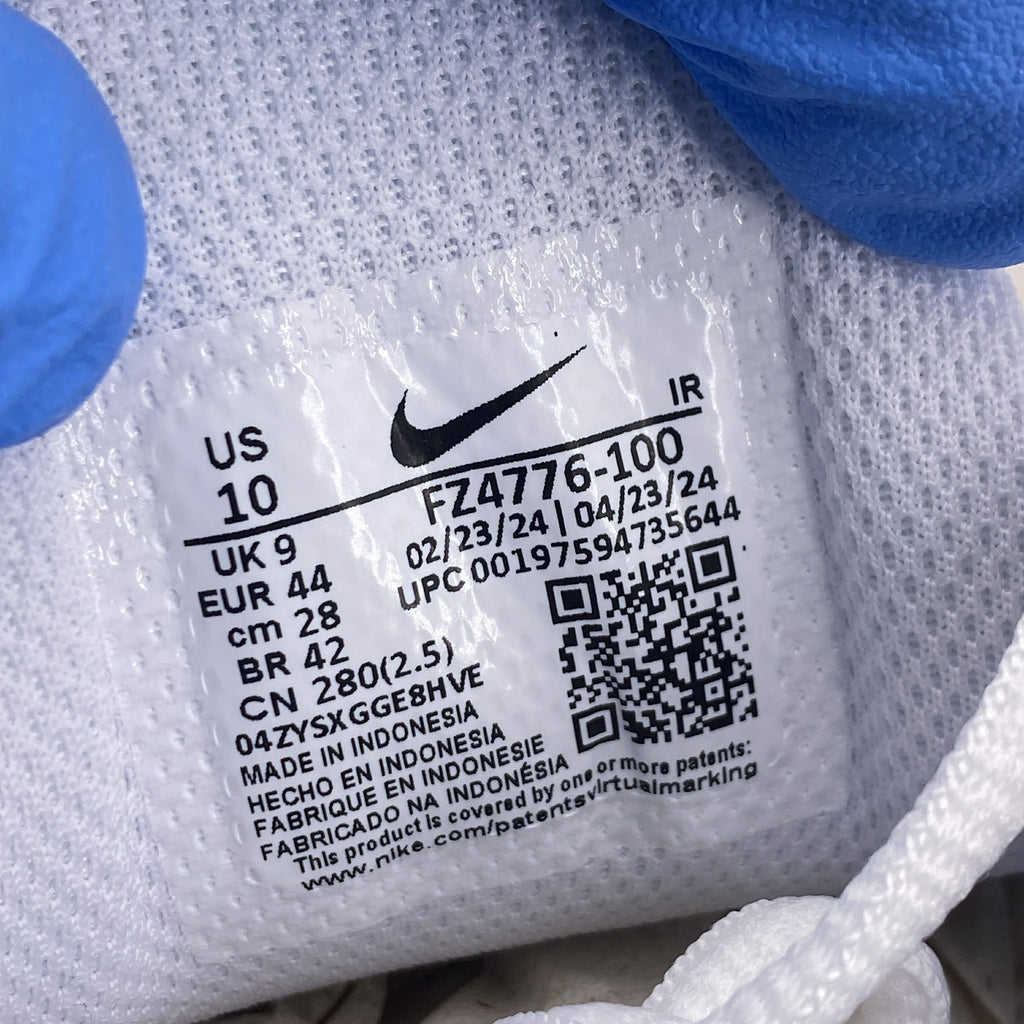 IR
US
10
FZ4776-100
02/23/24 | 04/23/24
UPC 00197594735644
UK 9
EUR 44
cm 28
BR 42
CN 280(2.5)
04ZYSXGGE8HVE
MADE IN INDONESIA
HECHO EN INDONESIA
FABRIQUE EN INDONESIE
FABRICADO NA INDONÉSIA
This product is covered by one or more patents:
www.nike.com/patentsvirtualmarking